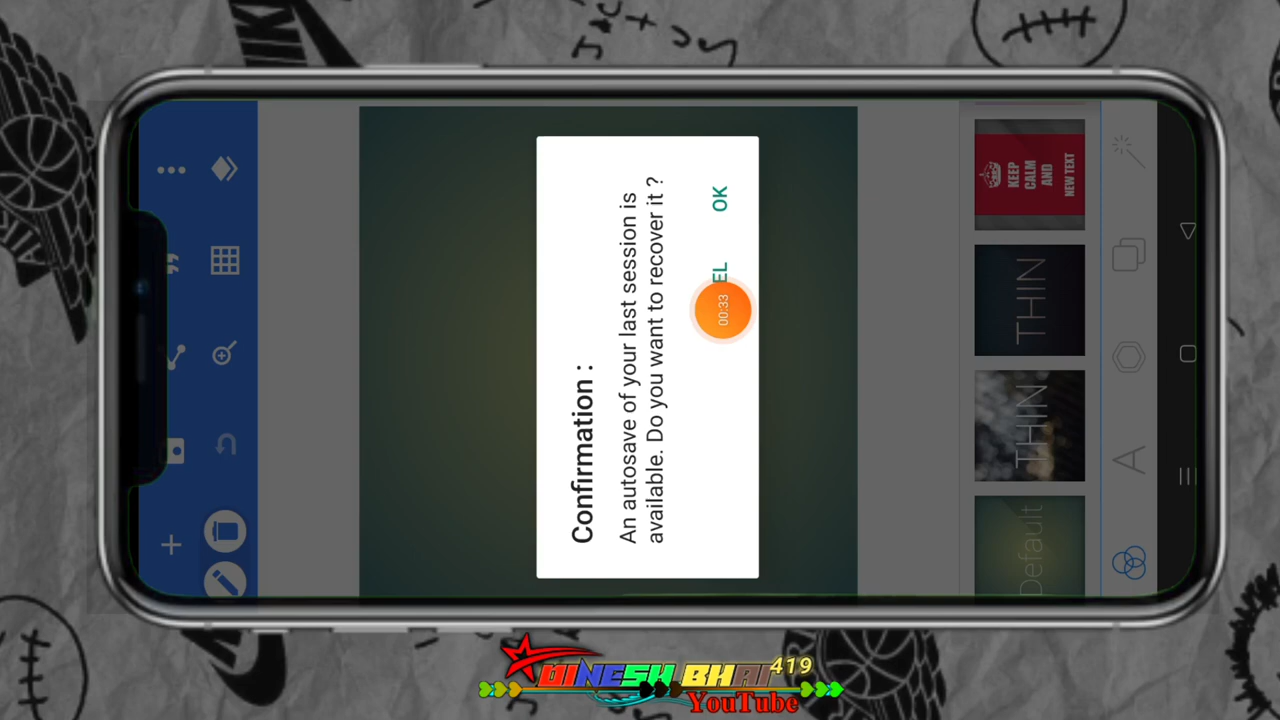 Confirmation :
An autosave of your last session is
available. Do you want to recover it ?
EL OK
00:33
KEEP
CALM
AND
NEW TEXT
THIN
THIN
Default
DINESH BHAI 419
YouTube